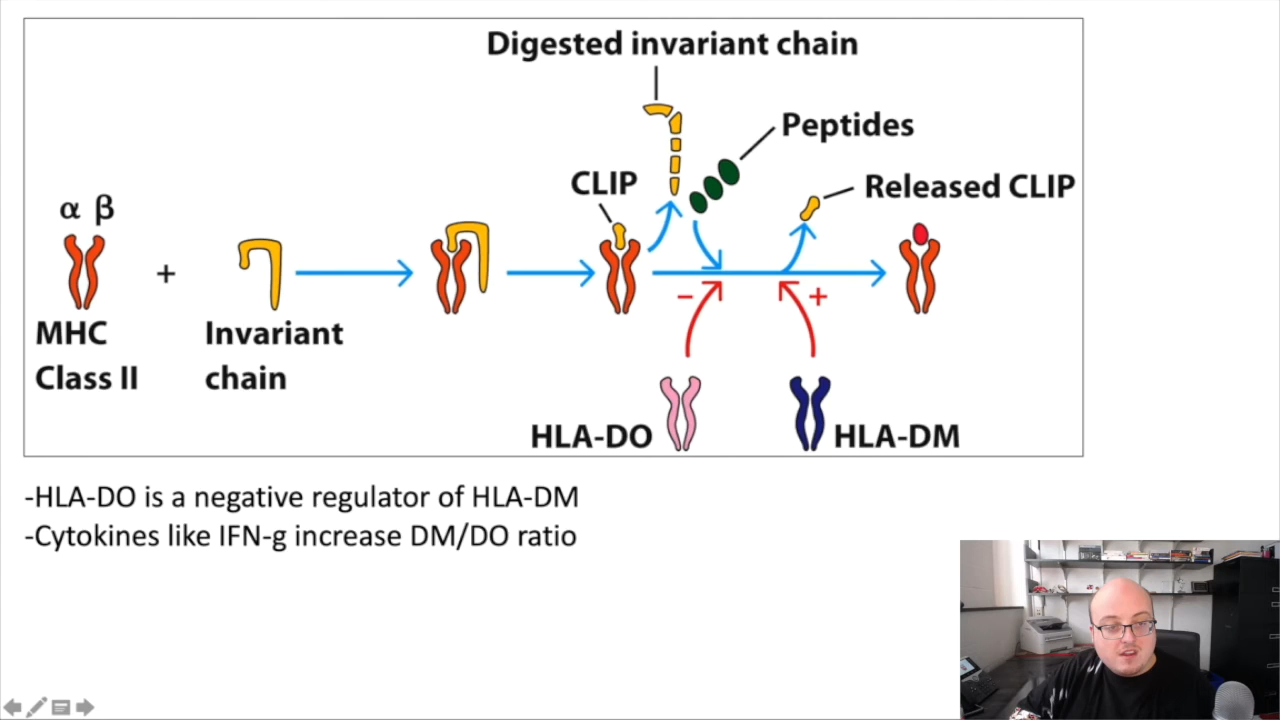 Digested invariant chain
Peptides
CLIP
Released CLIP
α β
+
MHC
Class II
Invariant
chain
− +
HLA-DO
HLA-DM
-HLA-DO is a negative regulator of HLA-DM
-Cytokines like IFN-g increase DM/DO ratio